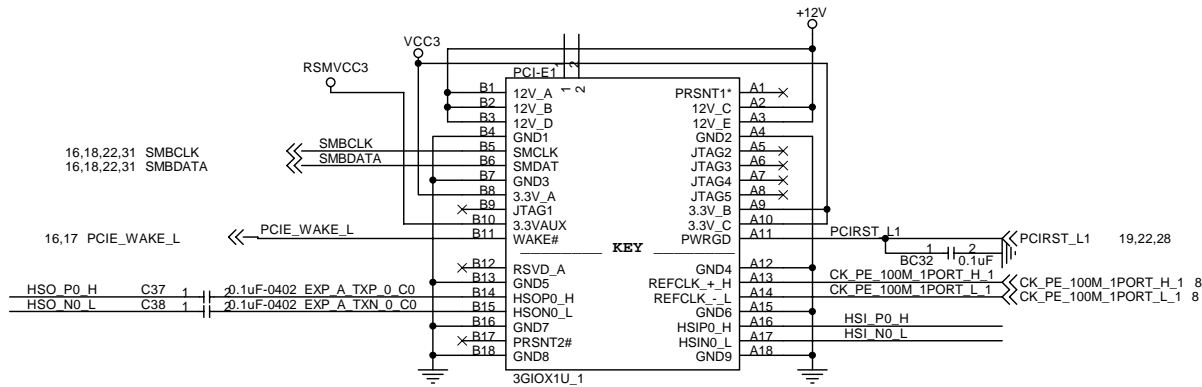 +12V
VCC3
RSMVCC3
PCI-E1
1 2
1 2
B1 12V_A PRSNT1* A1
B2 12V_B 12V_C A2
B3 12V_D 12V_E A3
B4 GND1 GND2 A4
16,18,22,31 SMBCLK SMBCLK B5 SMCLK JTAG2 A5
16,18,22,31 SMBDATA SMBDATA B6 SMDAT JTAG3 A6
B7 GND3 JTAG4 A7
B8 3.3V_A JTAG5 A8
B9 JTAG1 3.3V_B A9
B10 3.3VAUX 3.3V_C A10
16,17 PCIE_WAKE_L PCIE_WAKE_L B11 WAKE# PWRGD A11 PCIRST_L1 PCIRST_L1 19,22,28
KEY
1 2
BC32 0.1uF
B12 RSVD_A GND4 A12
B13 GND5 REFCLK_+_H A13 CK_PE_100M_1PORT_H_1 CK_PE_100M_1PORT_H_1 8
HSO_P0_H C37 1 2 0.1uF-0402 EXP_A_TXP_0_C0 B14 HSOP0_H REFCLK_-_L A14 CK_PE_100M_1PORT_L_1 CK_PE_100M_1PORT_L_1 8
HSO_N0_L C38 1 2 0.1uF-0402 EXP_A_TXN_0_C0 B15 HSON0_L GND6 A15
B16 GND7 HSIP0_H A16 HSI_P0_H
B17 PRSNT2# HSIN0_L A17 HSI_N0_L
B18 GND8 GND9 A18
3GIOX1U_1